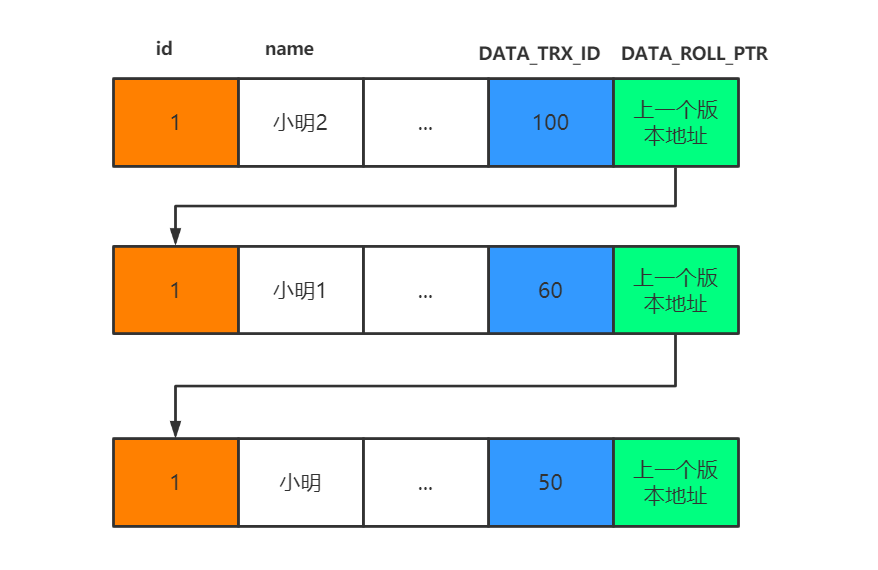 id name DATA_TRX_ID DATA_ROLL_PTR
1 小明2 ... 100 上一个版
本地址
1 小明1 ... 60 上一个版
本地址
1 小明 ... 50 上一个版
本地址